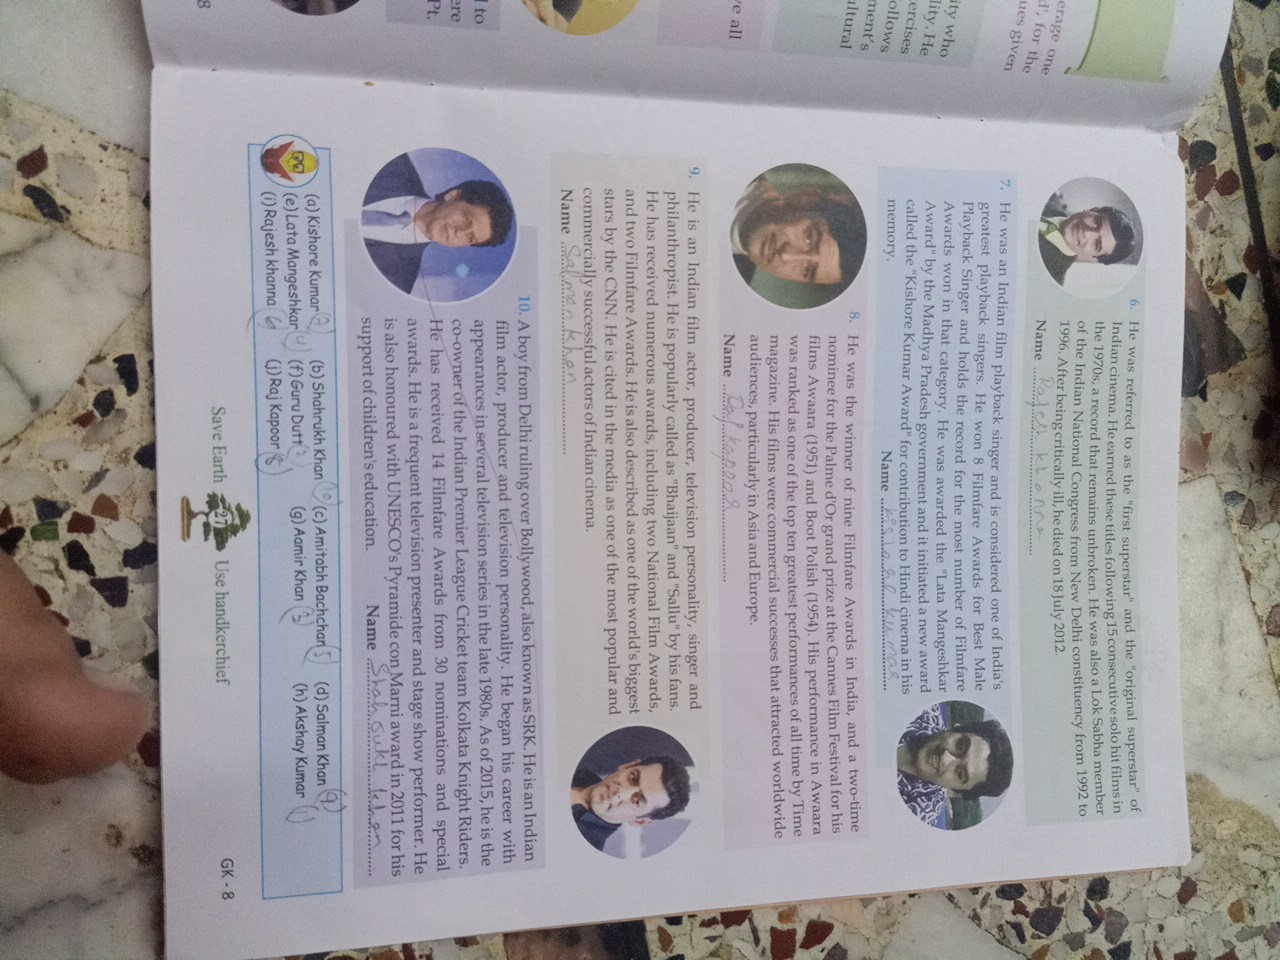 l to
ere
Pt.
ve all
ity who
lity. He
ercises
ollows
ment's
ultural
erage one
d', for the
ues given
8
6. He was referred to as the "first superstar" and the "original superstar" of
Indian cinema. He earned these titles following 15 consecutive solo hit films in
the 1970s, a record that remains unbroken. He was also a Lok Sabha member
of the Indian National Congress from New Delhi constituency from 1992 to
1996. After being critically ill, he died on 18 July 2012.
Name Rajesh khanna
7. He was an Indian film playback singer and is considered one of India's
greatest playback singers. He won 8 Filmfare Awards for Best Male
Playback Singer and holds the record for the most number of Filmfare
Awards won in that category. He was awarded the "Lata Mangeshkar
Award" by the Madhya Pradesh government and it initiated a new award
called the "Kishore Kumar Award" for contribution to Hindi cinema in his
memory.
Name
8. He was the winner of nine Filmfare Awards in India, and a two-time
nominee for the Palme d'Or grand prize at the Cannes Film Festival for his
films Awaara (1951) and Boot Polish (1954). His performance in Awaara
was ranked as one of the top ten greatest performances of all time by Time
magazine. His films were commercial successes that attracted worldwide
audiences, particularly in Asia and Europe.
Name Raj
9. He is an Indian film actor, producer, television personality, singer and
philanthropist. He is popularly called as "Bhaijaan" and "Sallu" by his fans.
He has received numerous awards, including two National Film Awards,
and two Filmfare Awards. He is also described as one of the world's biggest
stars by the CNN. He is cited in the media as one of the most popular and
commercially successful actors of Indian cinema.
Name Salman khan
10. A boy from Delhi ruling over Bollywood, also known as SRK. He is an Indian
film actor, producer and television personality. He began his career with
appearances in several television series in the late 1980s. As of 2015, he is the
co-owner of the Indian Premier League Cricket team Kolkata Knight Riders.
He has received 14 Filmfare Awards from 30 nominations and special
awards. He is a frequent television presenter and stage show performer. He
is also honoured with UNESCO's Pyramide con Marni award in 2011 for his
support of children's education.
Name khan
(a) Kishore Kumar (b) Shahrukh Khan (10) (c) Amitabh Bachchan (5) (d) Salman Khan (9)
(e) Lata Mangeshkar (4) (f) Guru Dutt (2) (g) Aamir Khan (3) (h) Akshay Kumar (1)
(i) Rajesh khanna 6 (j) Raj Kapoor (8)
Save Earth 27 Use handkerchief
GK - 8